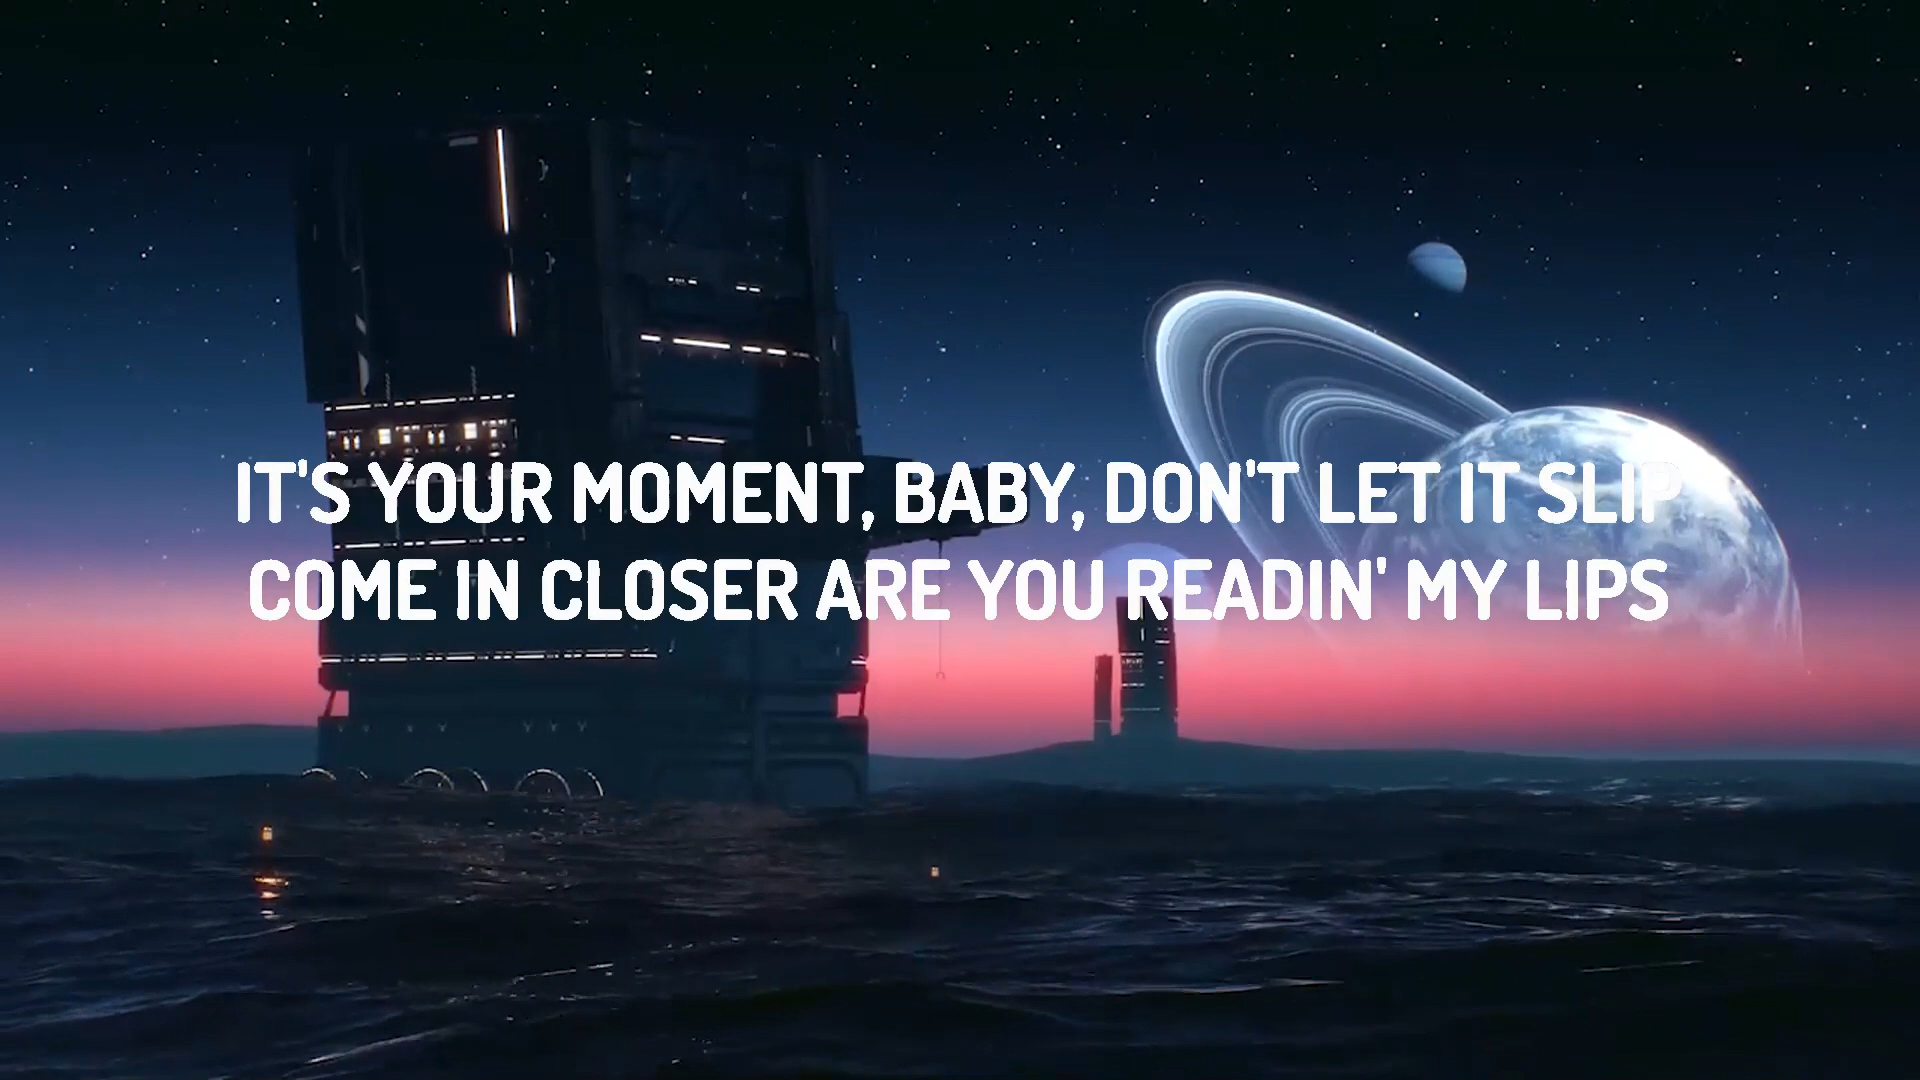 IT'S YOUR MOMENT, BABY, DON'T LET IT SLIP
COME IN CLOSER ARE YOU READIN' MY LIPS